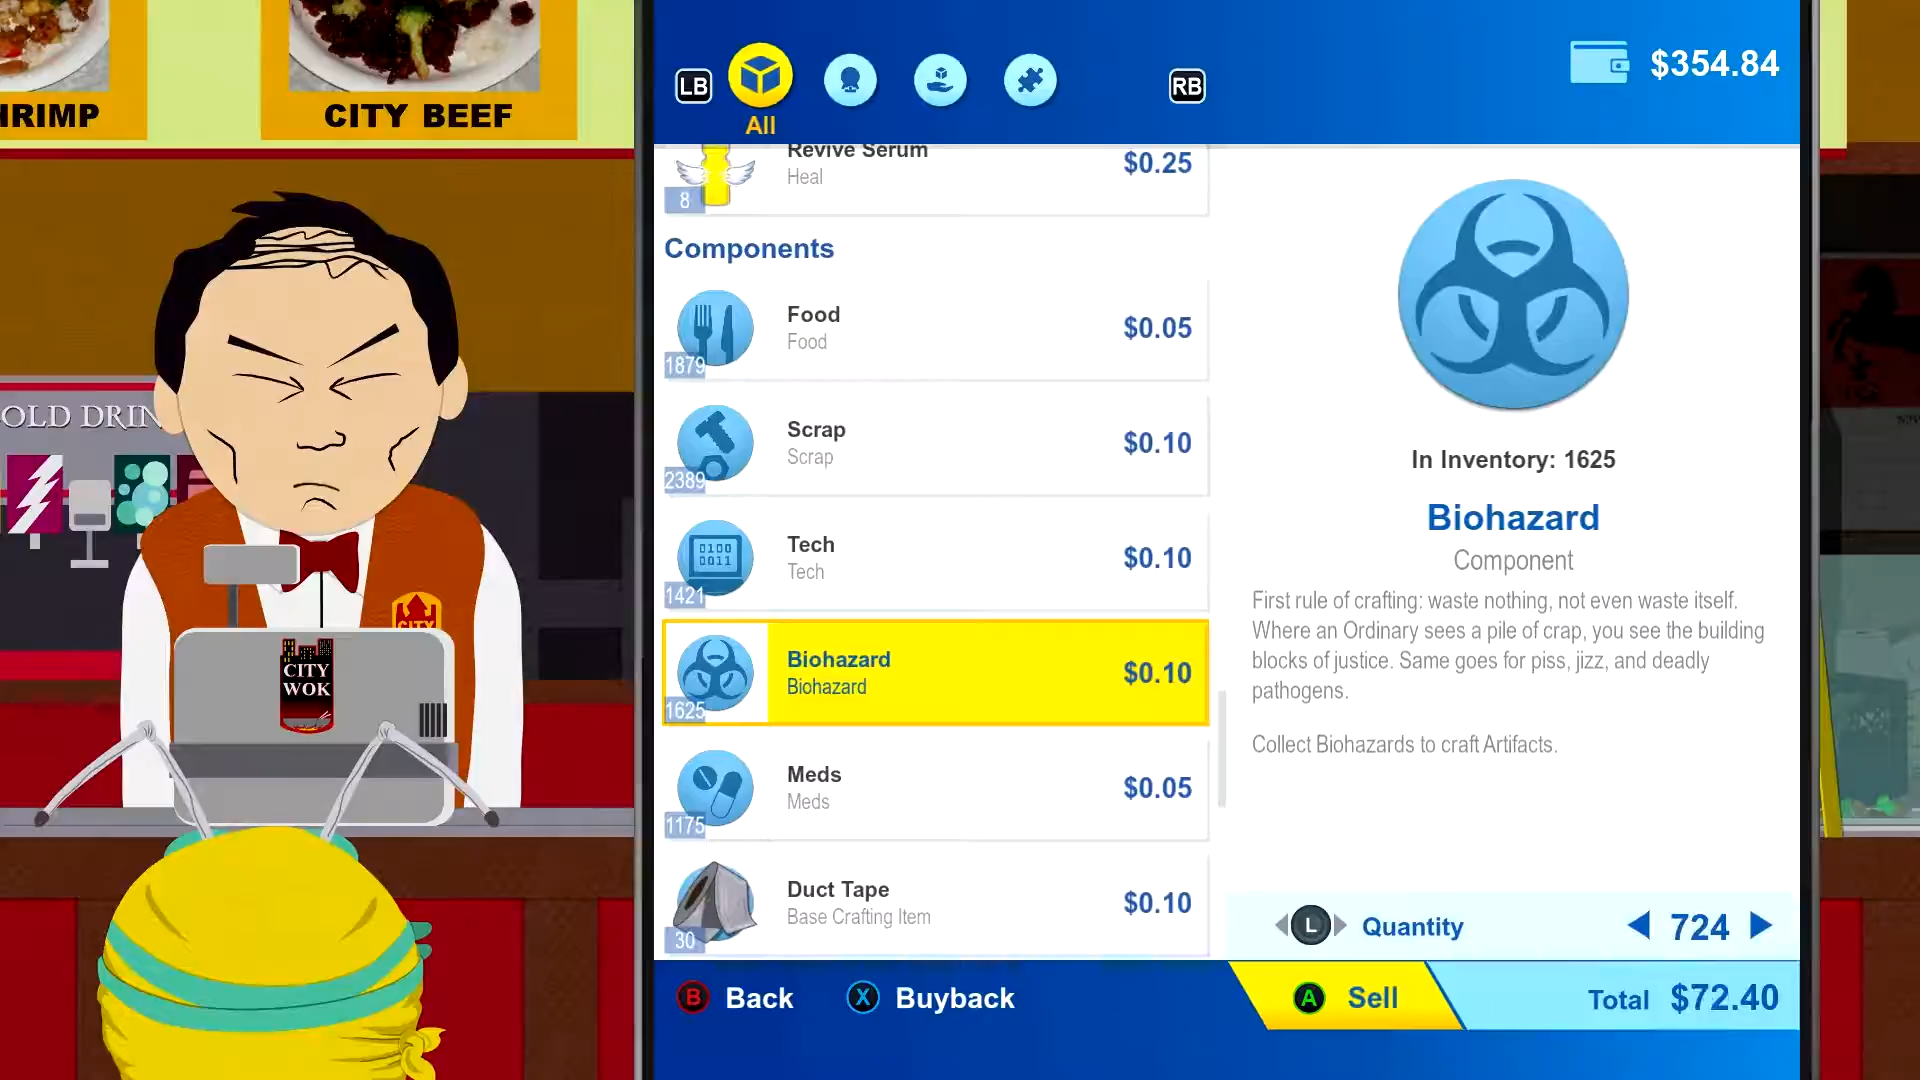 HRIMP
CITY BEEF
OLD DRIN
CITY
CITY
WOK
LB
All
RB
$354.84
Revive Serum
Heal
$0.25
8
Components
Food
Food
$0.05
1879
Scrap
Scrap
$0.10
2389
0100
0011
Tech
Tech
$0.10
1421
Biohazard
Biohazard
$0.10
1625
Meds
Meds
$0.05
1175
Duct Tape
Base Crafting Item
$0.10
30
In Inventory: 1625
Biohazard
Component
First rule of crafting: waste nothing, not even waste itself.
Where an Ordinary sees a pile of crap, you see the building
blocks of justice. Same goes for piss, jizz, and deadly
pathogens.
Collect Biohazards to craft Artifacts.
L Quantity 724
B Back X Buyback
A Sell Total $72.40